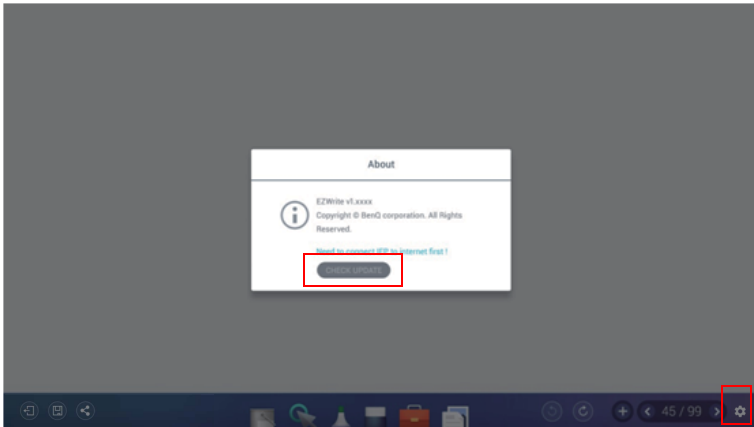 About
EZWrite v1.xxxx
Copyright © BenQ corporation. All Rights
Reserved.
Need to connect IFP to internet first !
CHECK UPDATE
45 / 99